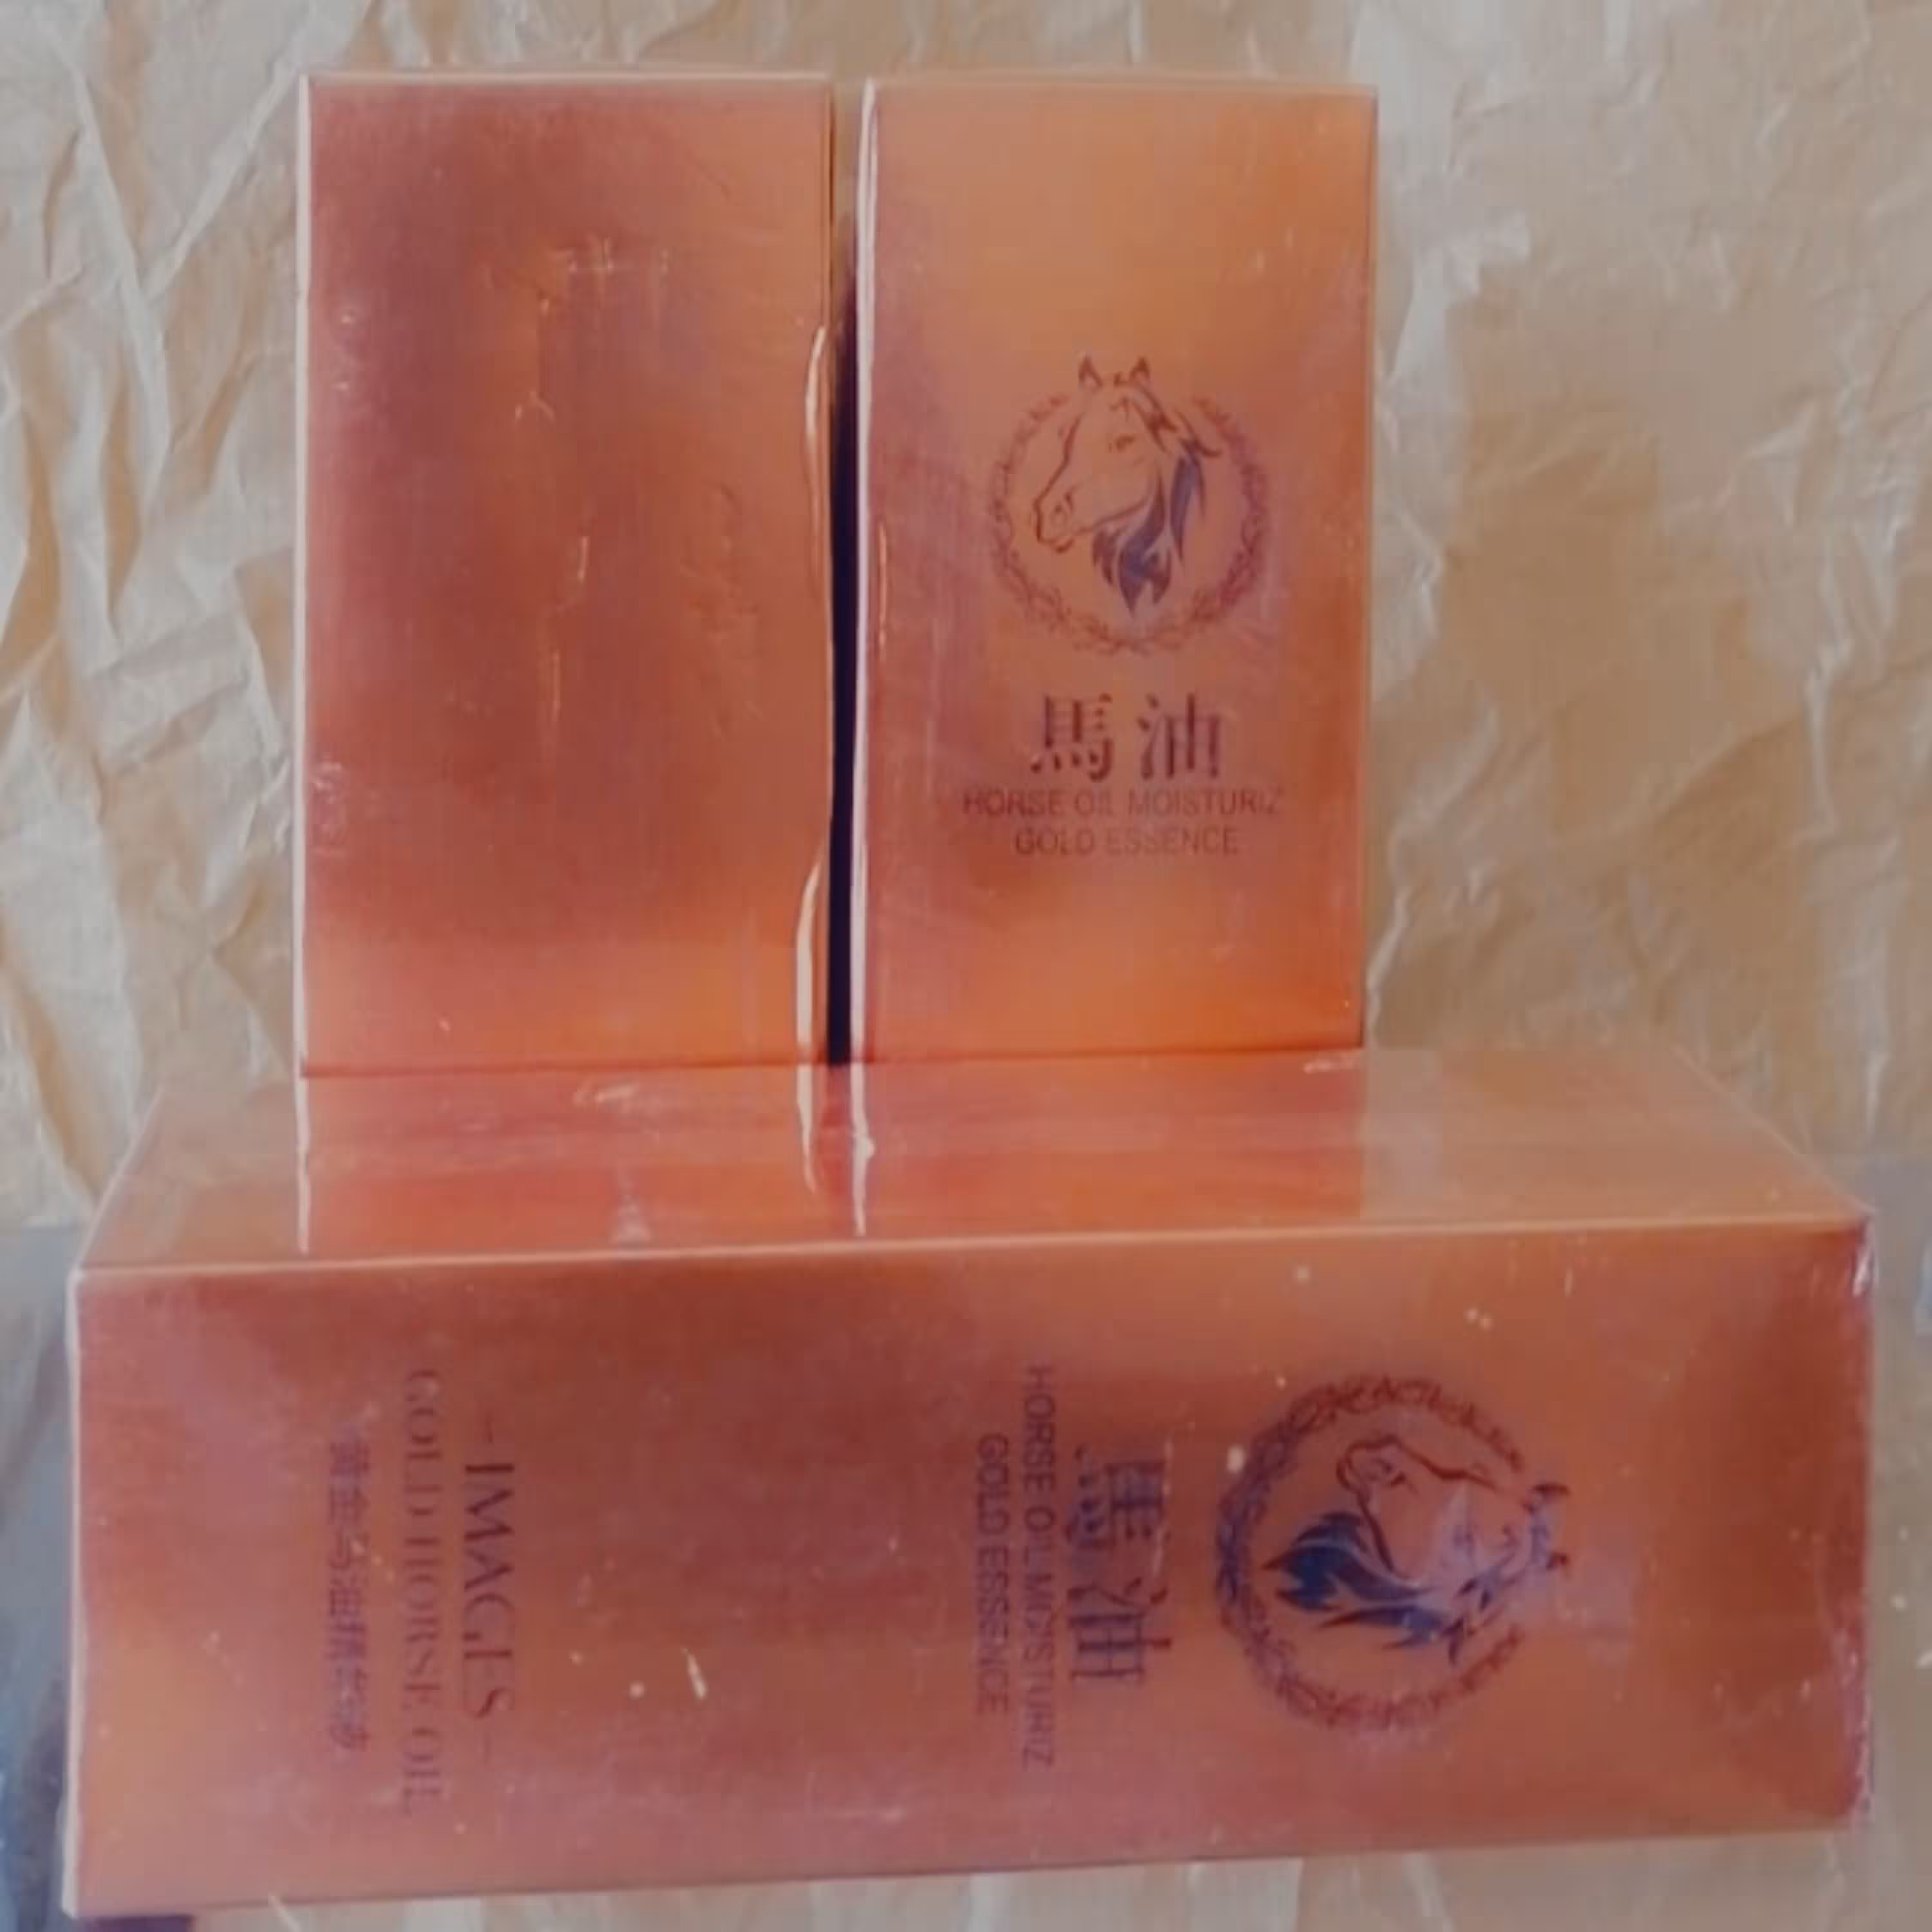 馬油
HORSE OIL MOISTURIZ
GOLD ESSENCE
馬油
HORSE OIL MOISTURIZ
GOLD ESSENCE
- IMAGES -
GOLD HORSE OIL